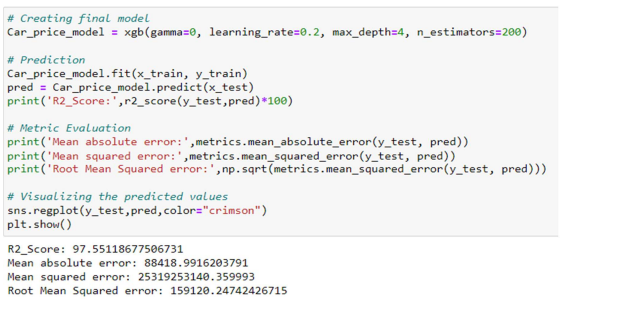 # Creating final model
Car_price_model = xgb(gamma=0, learning_rate=0.2, max_depth=4, n_estimators=200)
# Prediction
Car_price_model.fit(x_train, y_train)
pred = Car_price_model.predict(x_test)
print('R2_Score:',r2_score(y_test,pred)*100)
# Metric Evaluation
print('Mean absolute error:',metrics.mean_absolute_error(y_test, pred))
print('Mean squared error:',metrics.mean_squared_error(y_test, pred))
print('Root Mean Squared error:',np.sqrt(metrics.mean_squared_error(y_test, pred)))
# Visualizing the predicted values
sns.regplot(y_test,pred,color="crimson")
plt.show()
R2_Score: 97.55118677506731
Mean absolute error: 88418.9916203791
Mean squared error: 25319253140.359993
Root Mean Squared error: 159120.24742426715